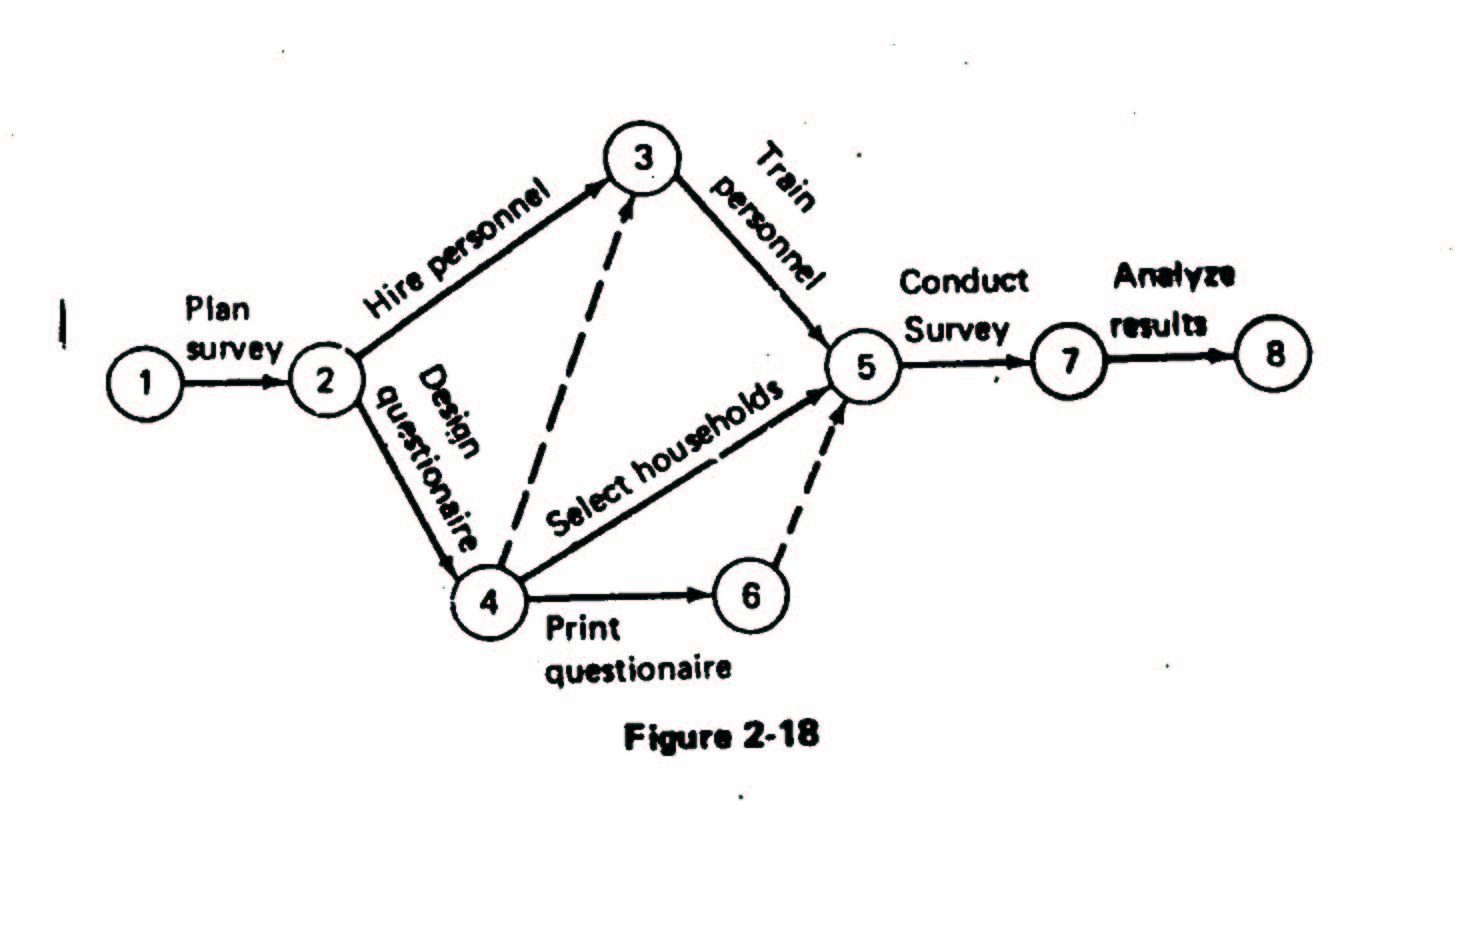 3
Train
personnel
Hire personnel
Conduct
Survey
Analyze
results
Plan
survey
1
2
5
7
8
Design
questionaire
Select households
4
6
Print
questionaire
Figure 2-18